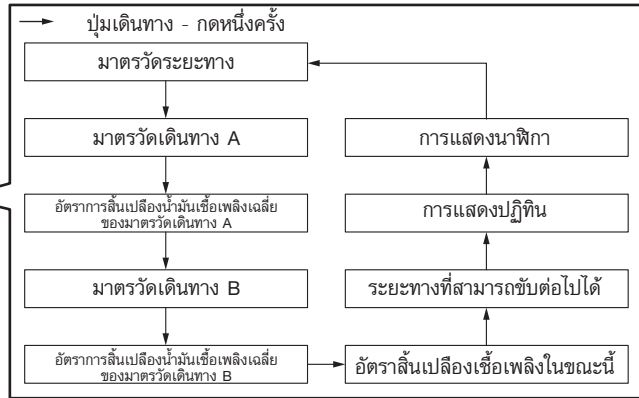 ปุ่มเดินทาง - กดหนึ่งครั้ง
มาตรวัดระยะทาง
มาตรวัดเดินทาง A
อัตราการสิ้นเปลืองน้ำมันเชื้อเพลิงเฉลี่ย
ของมาตรวัดเดินทาง A
มาตรวัดเดินทาง B
อัตราการสิ้นเปลืองน้ำมันเชื้อเพลิงเฉลี่ย
ของมาตรวัดเดินทาง B
อัตราสิ้นเปลืองเชื้อเพลิงในขณะนี้
ระยะทางที่สามารถขับต่อไปได้
การแสดงปฏิทิน
การแสดงนาฬิกา